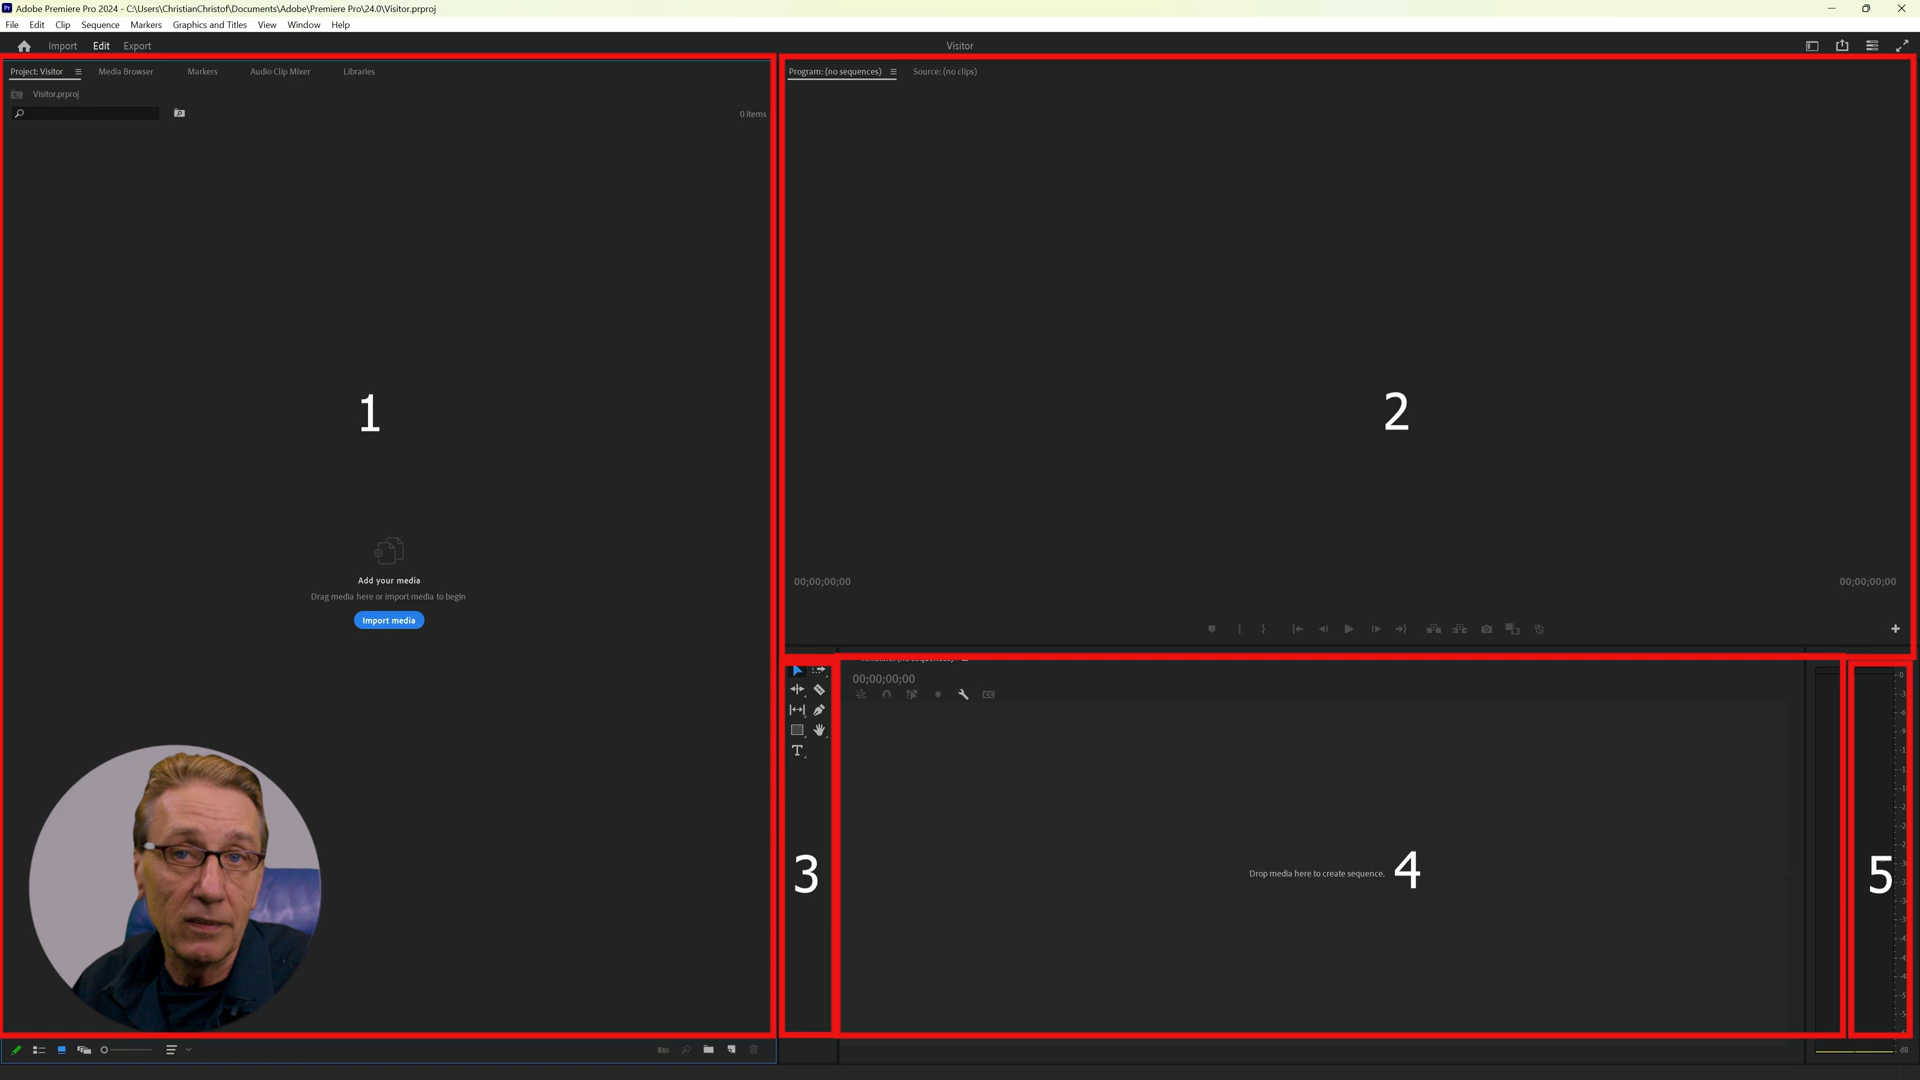 Adobe Premiere Pro 2024 - C:\Users\ChristianChristof\Documents\Adobe\Premiere Pro\24.0\Visitor.prproj
File Edit Clip Sequence Markers Graphics and Titles View Window Help
Import Edit Export
Visitor
Project: Visitor Media Browser Markers Audio Clip Mixer Libraries
Visitor.prproj
0 items
1
Add your media
Drag media here or import media to begin
Import media
Program: (no sequences) Source: (no clips)
2
00;00;00;00
00;00;00;00
3
00;00;00;00
Drop media here to create sequence.
4
5
0
dB